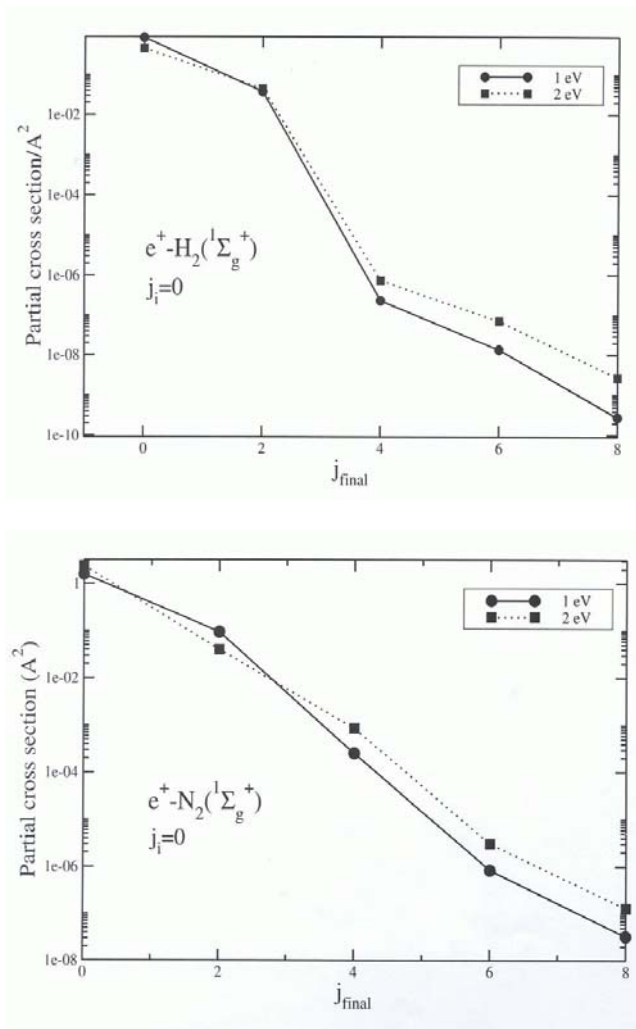 Partial cross section/A²
1e-02
1e-04
1e-06
1e-08
1e-10
1 eV
2 eV
e⁺-H₂(¹Σg⁺)
jᵢ=0
0 2 4 6 8
j_final
Partial cross section (A²)
1
1e-02
1e-04
1e-06
1e-08
1 eV
2 eV
e⁺-N₂(¹Σg⁺)
jᵢ=0
0 2 4 6 8
j_final